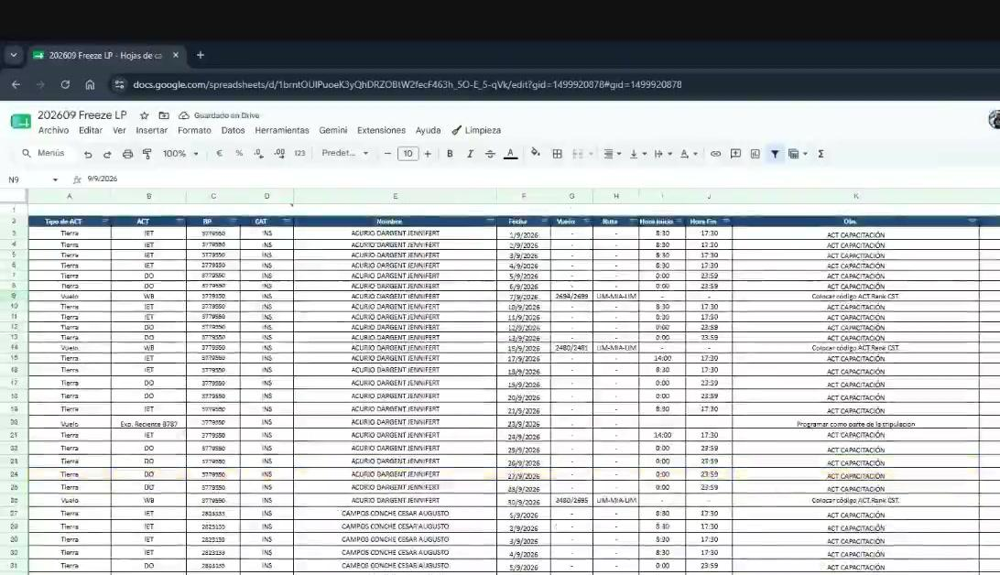 202609 Freeze LP - Hojas de cá
docs.google.com/spreadsheets/d/
202609 Freeze LP Guardado en Drive
Archivo Editar Ver Insertar Formato Datos Herramientas Gemini Extensiones Ayuda Limpieza
Menús 100% € % 123 Predet... 10
N9 9/9/2026
A B C D E F G H I J K
1
2 Tipo de ACT ACT BP CAT Nombre Fecha Vuelo Ruta Hora Inicio Hora Fin Obs.
3 Tierra IET 3779550 INS ACURIO DARGENT JENNIFERT 1/9/2026 - - 8:30 17:30 ACT CAPACITACIÓN
4 Tierra IET 3779550 INS ACURIO DARGENT JENNIFERT 2/9/2026 - - 8:30 17:30 ACT CAPACITACIÓN
5 Tierra IET 3779550 INS ACURIO DARGENT JENNIFERT 3/9/2026 - - 8:30 17:30 ACT CAPACITACIÓN
6 Tierra IET 3779550 INS ACURIO DARGENT JENNIFERT 4/9/2026 - - 8:30 17:30 ACT CAPACITACIÓN
7 Tierra DO 3779550 INS ACURIO DARGENT JENNIFERT 5/9/2026 - - 0:00 23:59 ACT CAPACITACIÓN
8 Tierra DO 3779550 INS ACURIO DARGENT JENNIFERT 6/9/2026 - - 0:00 23:59 ACT CAPACITACIÓN
9 Vuelo WB 3779550 INS ACURIO DARGENT JENNIFERT 7/9/2026 2694/2699 LIM-MIA-LIM - - Colocar código ACT Rank CST.
10 Tierra IET 3779550 INS ACURIO DARGENT JENNIFERT 10/9/2026 - - 8:30 17:30 ACT CAPACITACIÓN
11 Tierra IET 3779550 INS ACURIO DARGENT JENNIFERT 11/9/2026 - - 8:30 17:30 ACT CAPACITACIÓN
12 Tierra DO 3779550 INS ACURIO DARGENT JENNIFERT 12/9/2026 - - 0:00 23:59 ACT CAPACITACIÓN
13 Tierra DO 3779550 INS ACURIO DARGENT JENNIFERT 13/9/2026 - - 0:00 23:59 ACT CAPACITACIÓN
14 Vuelo WB 3779550 INS ACURIO DARGENT JENNIFERT 2480/2481 LIM-MIA-LIM - - Colocar código ACT Rank CST.
15 Tierra IET 3779550 INS ACURIO DARGENT JENNIFERT 17/9/2026 - - 14:00 17:30 ACT CAPACITACIÓN
16 Tierra IET 3779550 INS ACURIO DARGENT JENNIFERT 18/9/2026 - - 8:30 17:30 ACT CAPACITACIÓN
17 Tierra DO 3779550 INS ACURIO DARGENT JENNIFERT 19/9/2026 - - 0:00 23:59 ACT CAPACITACIÓN
18 Tierra DO 3779550 INS ACURIO DARGENT JENNIFERT 20/9/2026 - - 0:00 23:59 ACT CAPACITACIÓN
19 Tierra IET 3779550 INS ACURIO DARGENT JENNIFERT 21/9/2026 - - 8:30 17:30 ACT CAPACITACIÓN
20 Vuelo Exp. Reciente B787 3779550 INS ACURIO DARGENT JENNIFERT 23/9/2026 - - Programar como parte de la tripulacion
21 Tierra IET 3779550 INS ACURIO DARGENT JENNIFERT 24/9/2026 - - 14:00 17:30 ACT CAPACITACIÓN
22 Tierra DO 3779550 INS ACURIO DARGENT JENNIFERT 25/9/2026 - - 0:00 23:59 ACT CAPACITACIÓN
23 Tierra DO 3779550 INS ACURIO DARGENT JENNIFERT 26/9/2026 - - 0:00 23:59 ACT CAPACITACIÓN
24 Tierra DO 3779550 INS ACURIO DARGENT JENNIFERT 27/9/2026 - - 0:00 23:59 ACT CAPACITACIÓN
25 Tierra DO 3779550 INS ACURIO DARGENT JENNIFERT 28/9/2026 - - 0:00 23:59 ACT CAPACITACIÓN
26 Vuelo WB 3779550 INS ACURIO DARGENT JENNIFERT 30/9/2026 2480/2695 LIM-MIA-LIM - - Colocar código ACT Rank CST.
27 Tierra IET 2823133 INS CAMPOS CONCHE CESAR AUGUSTO - - 8:30 17:30 ACT CAPACITACIÓN
28 Tierra IET 2823133 INS CAMPOS CONCHE CESAR AUGUSTO 2/9/2026 - - 8:30 17:30 ACT CAPACITACIÓN
29 Tierra IET 2823133 INS CAMPOS CONCHE CESAR AUGUSTO 3/9/2026 - - 8:30 17:30 ACT CAPACITACIÓN
30 Tierra IET 2823133 INS CAMPOS CONCHE CESAR AUGUSTO 4/9/2026 - - 8:30 17:30 ACT CAPACITACIÓN
31 Tierra DO 2823133 INS CAMPOS CONCHE CESAR AUGUSTO 5/9/2026 - - 0:00 23:59 ACT CAPACITACIÓN